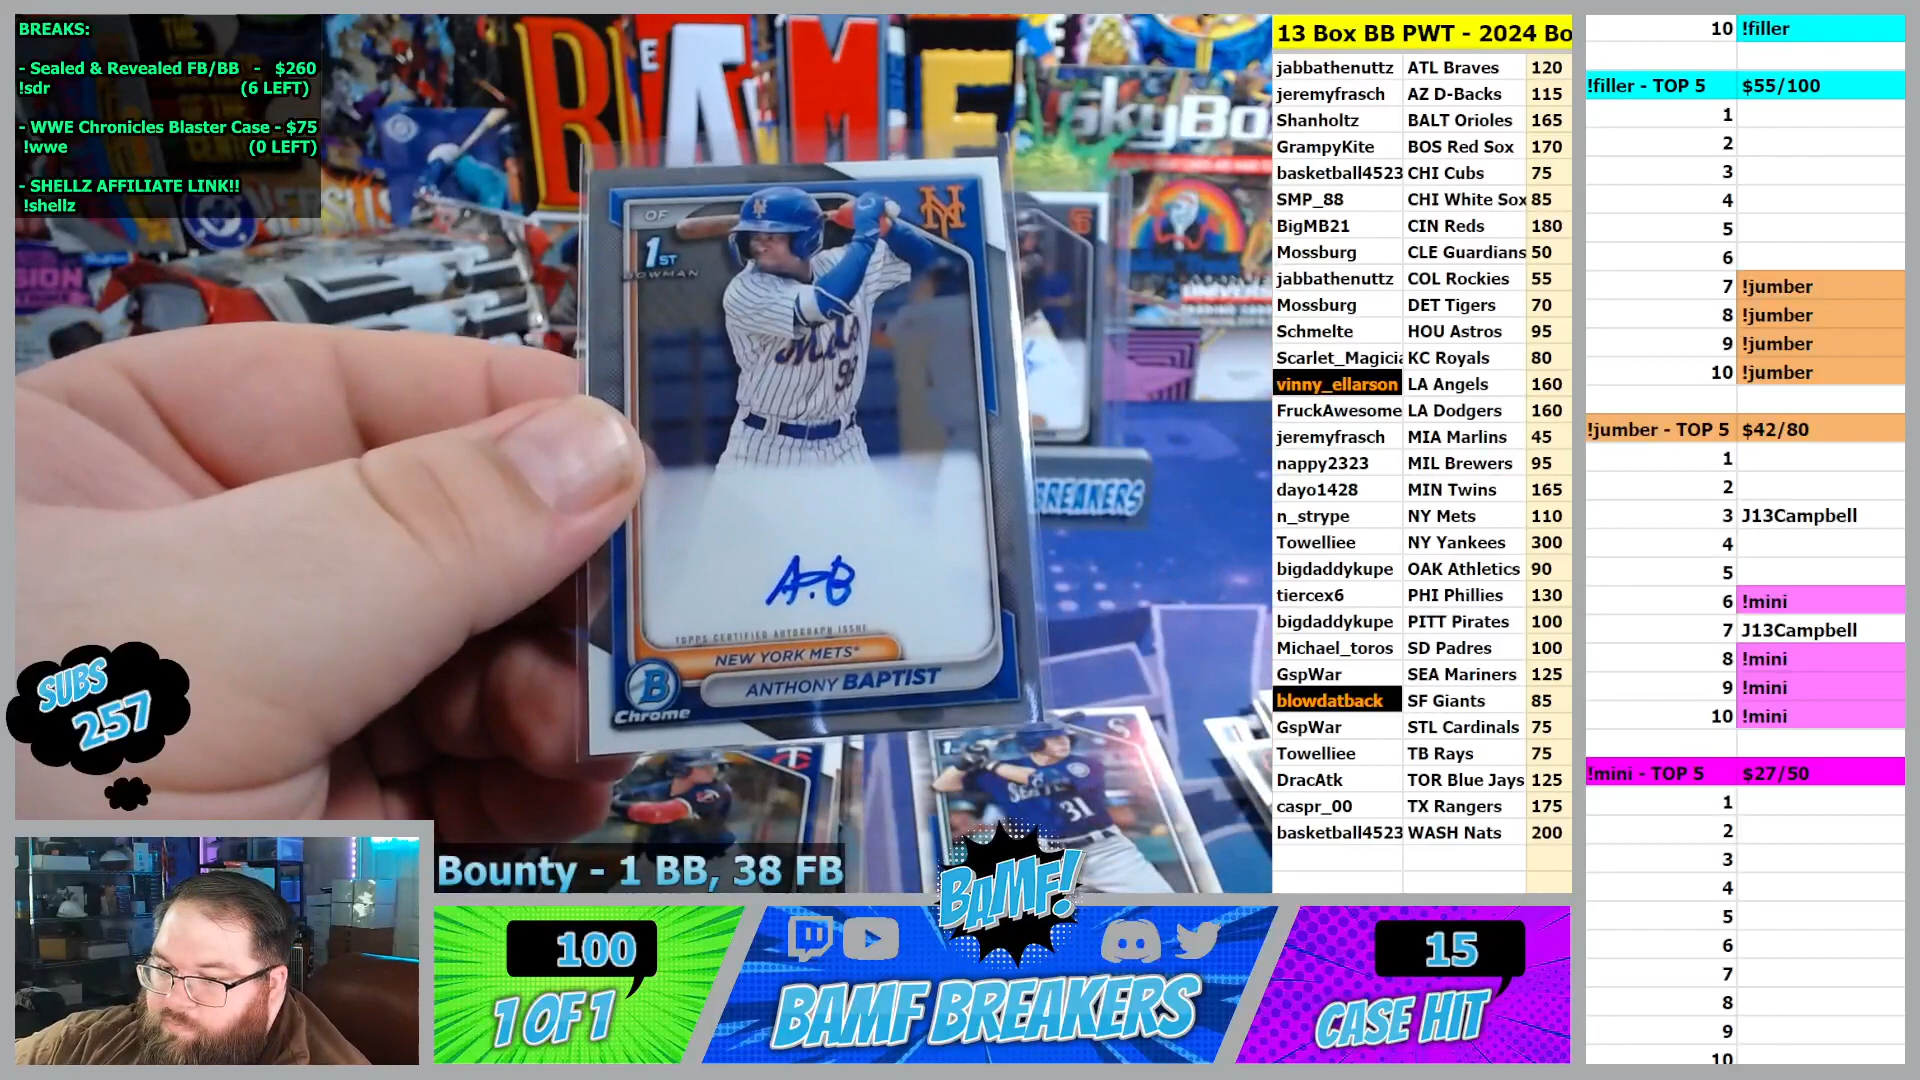 BREAKS:
- Sealed & Revealed FB/BB - $260
!sdr (6 LEFT)
- WWE Chronicles Blaster Case - $75
!wwe (0 LEFT)
- SHELLZ AFFILIATE LINK!!
!shellz
BAMF
SkyBo
OF
1ST
BOWMAN
NY
Mets
TOPPS CERTIFIED AUTOGRAPH ISSUE
NEW YORK METS
ANTHONY BAPTIST
B
Chrome
A.B
BREAKERS
31
SUBS
257
Bounty - 1 BB, 38 FB
BAMF!
100
1 OF 1
BAMF BREAKERS
15
CASE HIT
13 Box BB PWT - 2024 Bo
jabbathenuttz ATL Braves 120
jeremyfrasch AZ D-Backs 115
Shanholtz BALT Orioles 165
GrampyKite BOS Red Sox 170
basketball4523 CHI Cubs 75
SMP_88 CHI White Sox 85
BigMB21 CIN Reds 180
Mossburg CLE Guardians 50
jabbathenuttz COL Rockies 55
Mossburg DET Tigers 70
Schmelte HOU Astros 95
Scarlet_Magicia KC Royals 80
vinny_ellarson LA Angels 160
FruckAwesome LA Dodgers 160
jeremyfrasch MIA Marlins 45
nappy2323 MIL Brewers 95
dayo1428 MIN Twins 165
n_strype NY Mets 110
Towelliee NY Yankees 300
bigdaddykupe OAK Athletics 90
tiercex6 PHI Phillies 130
bigdaddykupe PITT Pirates 100
Michael_toros SD Padres 100
GspWar SEA Mariners 125
blowdatback SF Giants 85
GspWar STL Cardinals 75
Towelliee TB Rays 75
DracAtk TOR Blue Jays 125
caspr_00 TX Rangers 175
basketball4523 WASH Nats 200
10 !filler
!filler - TOP 5 $55/100
1
2
3
4
5
6
7 !jumber
8 !jumber
9 !jumber
10 !jumber
!jumber - TOP 5 $42/80
1
2
3 J13Campbell
4
5
6 !mini
7 J13Campbell
8 !mini
9 !mini
10 !mini
!mini - TOP 5 $27/50
1
2
3
4
5
6
7
8
9
10